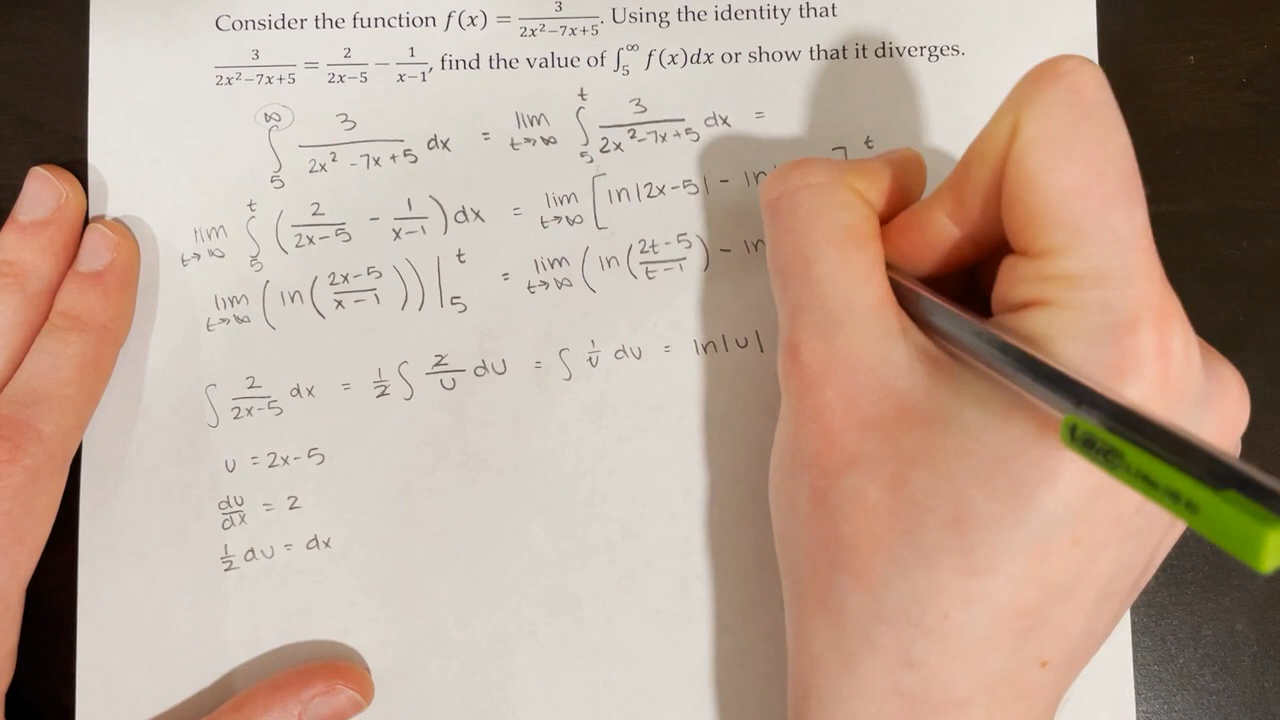 Consider the function f(x) = 3/(2x²−7x+5). Using the identity that
3/(2x²−7x+5) = 2/(2x−5) − 1/(x−1), find the value of ∫₅^∞ f(x)dx or show that it diverges.
∫₅^∞ 3/(2x² −7x+5) dx = lim t→∞ ∫₅^t 3/(2x²−7x+5) dx =
lim t→∞ ∫₅^t (2/(2x−5) − 1/(x−1)) dx = lim t→∞ [ln|2x−5| − ln ]^t
lim t→∞ (ln((2x−5)/(x−1)))|₅^t = lim t→∞ (ln((2t−5)/(t−1)) − ln
∫ 2/(2x−5) dx = 1/2 ∫ 2/u du = ∫ 1/u du = ln|u|
u = 2x−5
du/dx = 2
1/2 du = dx
BIC